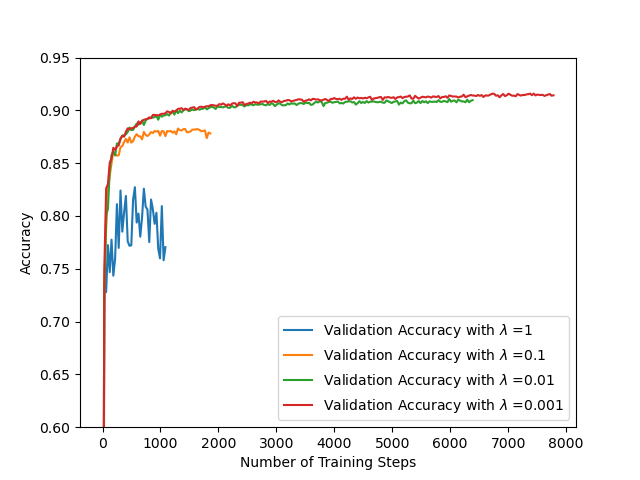 0.95
0.90
0.85
0.80
0.75
0.70
0.65
0.60
Accuracy
Validation Accuracy with λ =1
Validation Accuracy with λ =0.1
Validation Accuracy with λ =0.01
Validation Accuracy with λ =0.001
0 1000 2000 3000 4000 5000 6000 7000 8000
Number of Training Steps